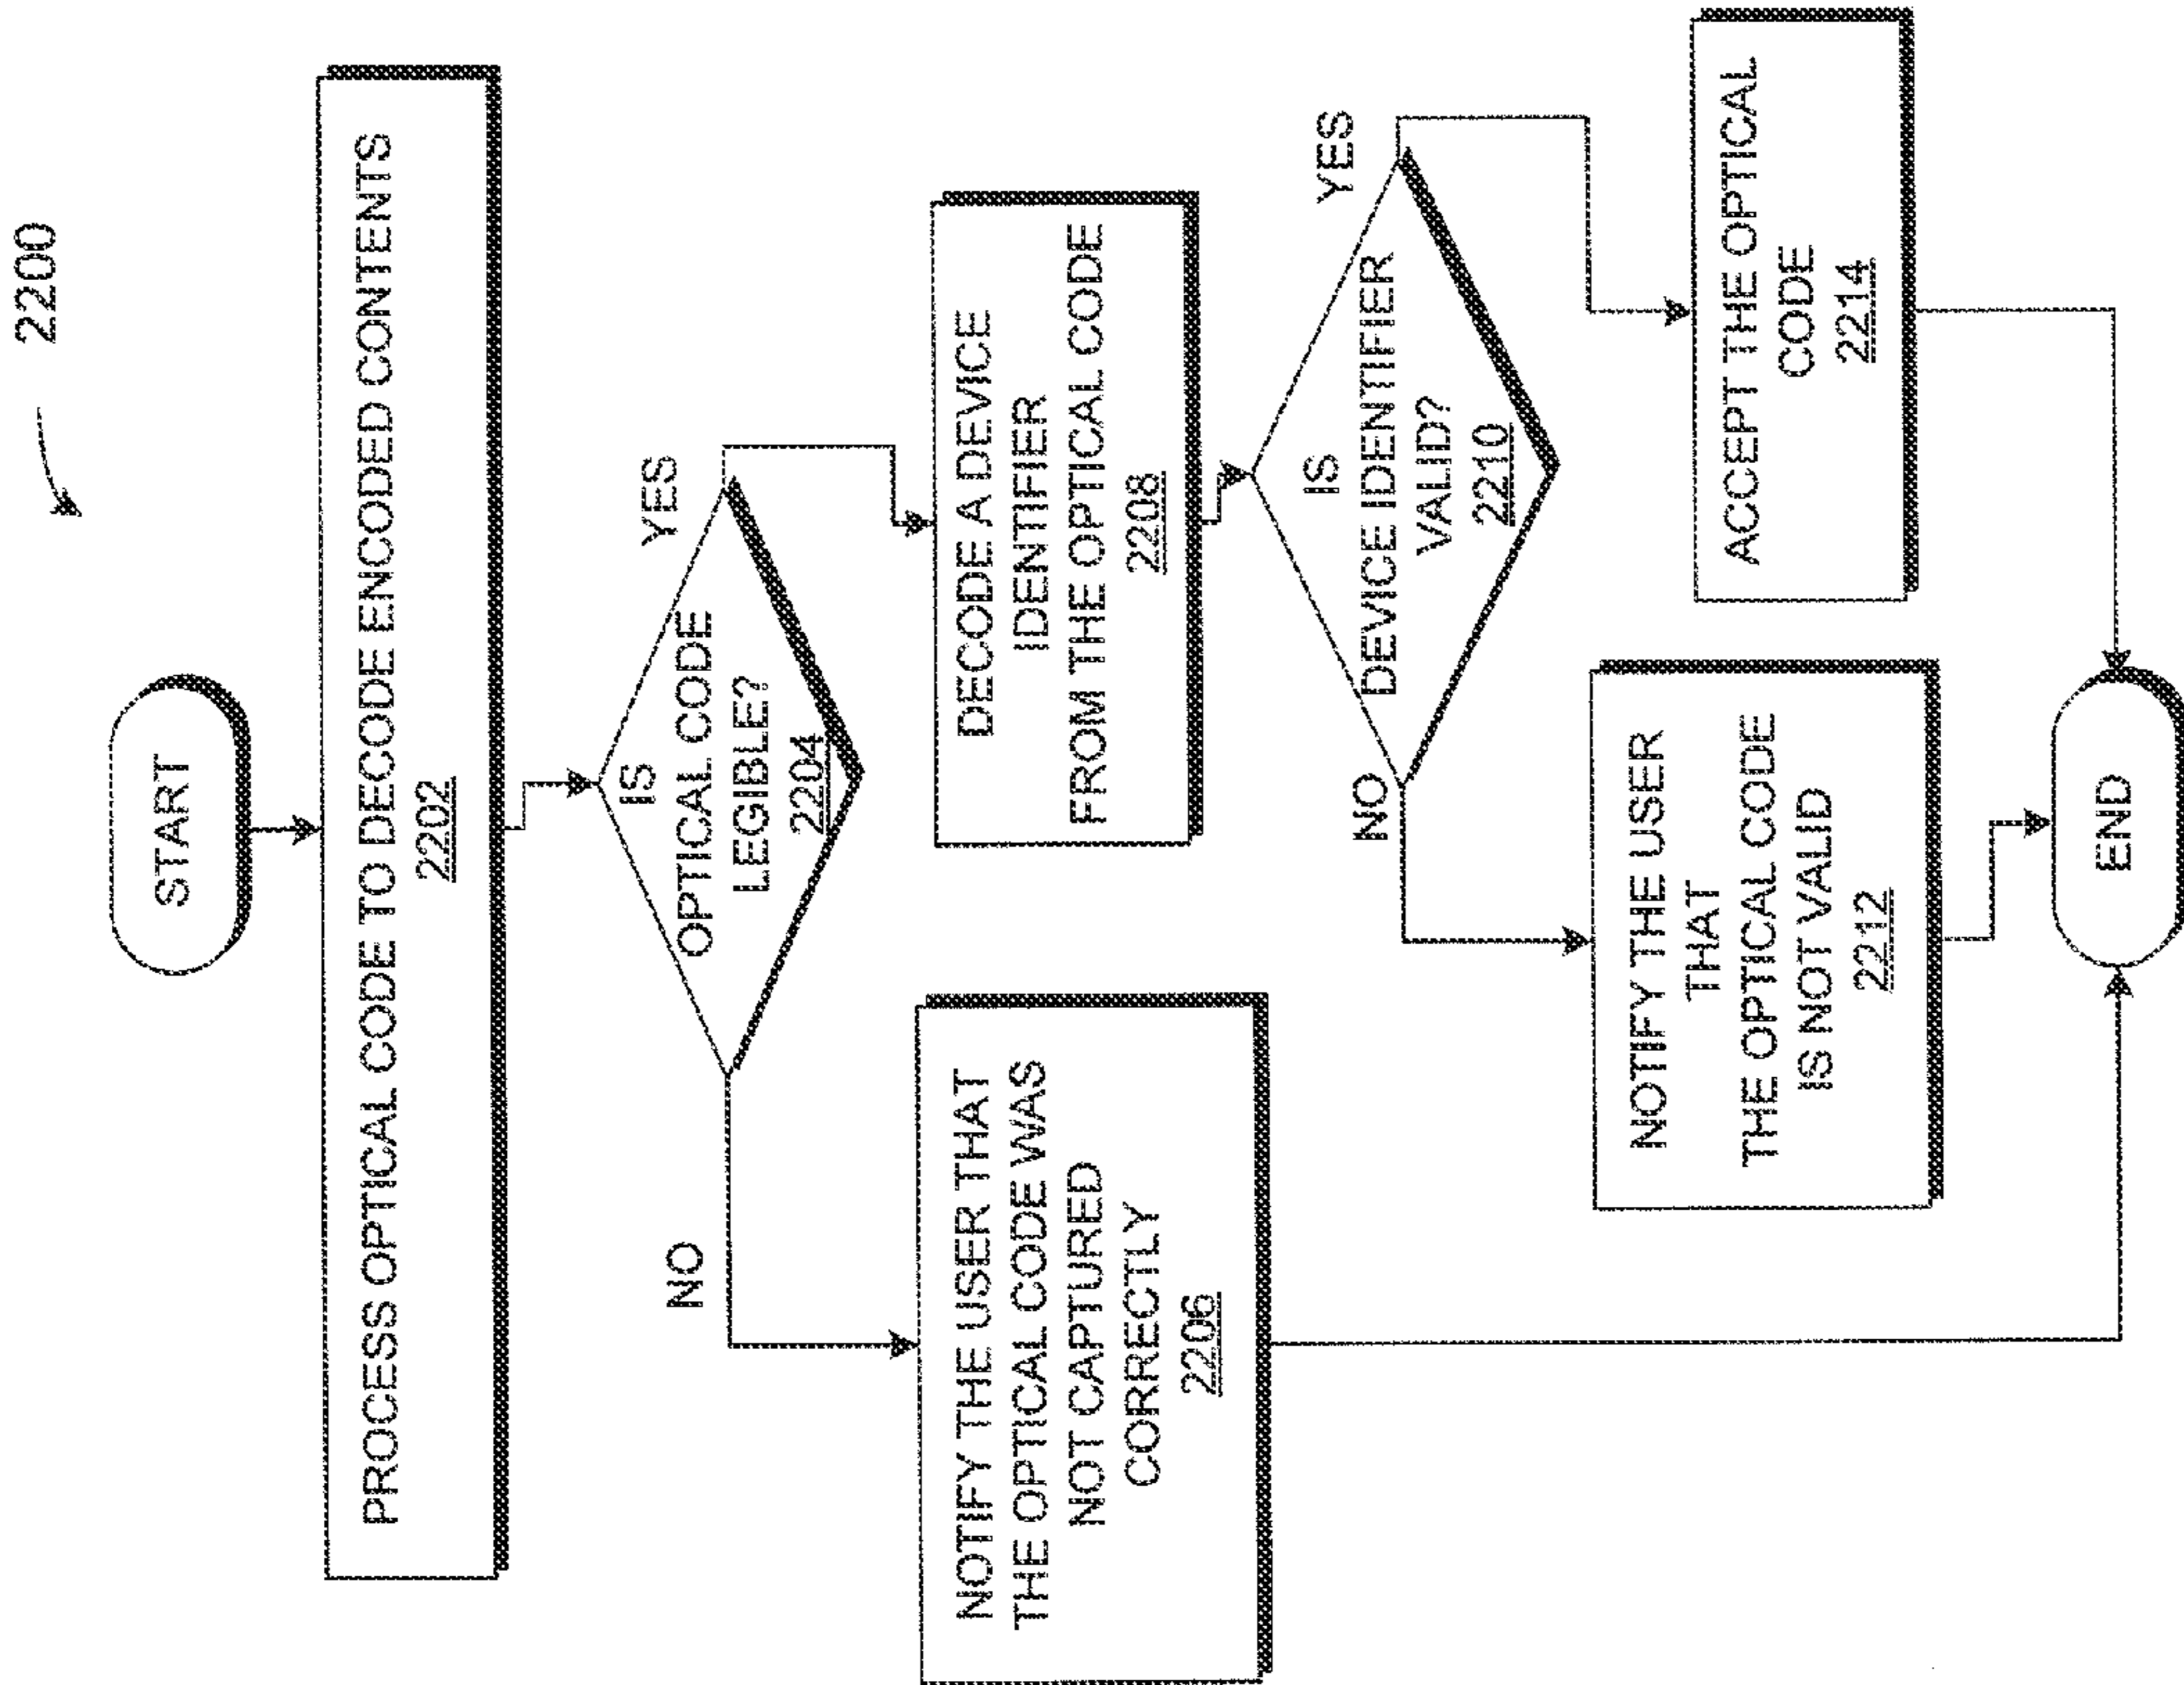 2200
START
PROCESS OPTICAL CODE TO DECODE ENCODED CONTENTS
2202
IS
OPTICAL CODE
LEGIBLE?
2204
NO
YES
NOTIFY THE USER THAT
THE OPTICAL CODE WAS
NOT CAPTURED
CORRECTLY
2206
DECODE A DEVICE
IDENTIFIER
FROM THE OPTICAL CODE
2208
IS
DEVICE IDENTIFIER
VALID?
2210
NO
YES
NOTIFY THE USER
THAT
THE OPTICAL CODE
IS NOT VALID
2212
ACCEPT THE OPTICAL
CODE
2214
END